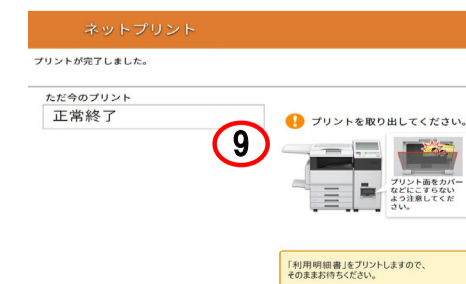 ネットプリント
プリントが完了しました。
ただ今のプリント
正常終了
9
プリントを取り出してください。
プリント面をカバー
などにこすらない
よう注意してくだ
さい。
「利用明細書」をプリントしますので、
そのままお待ちください。